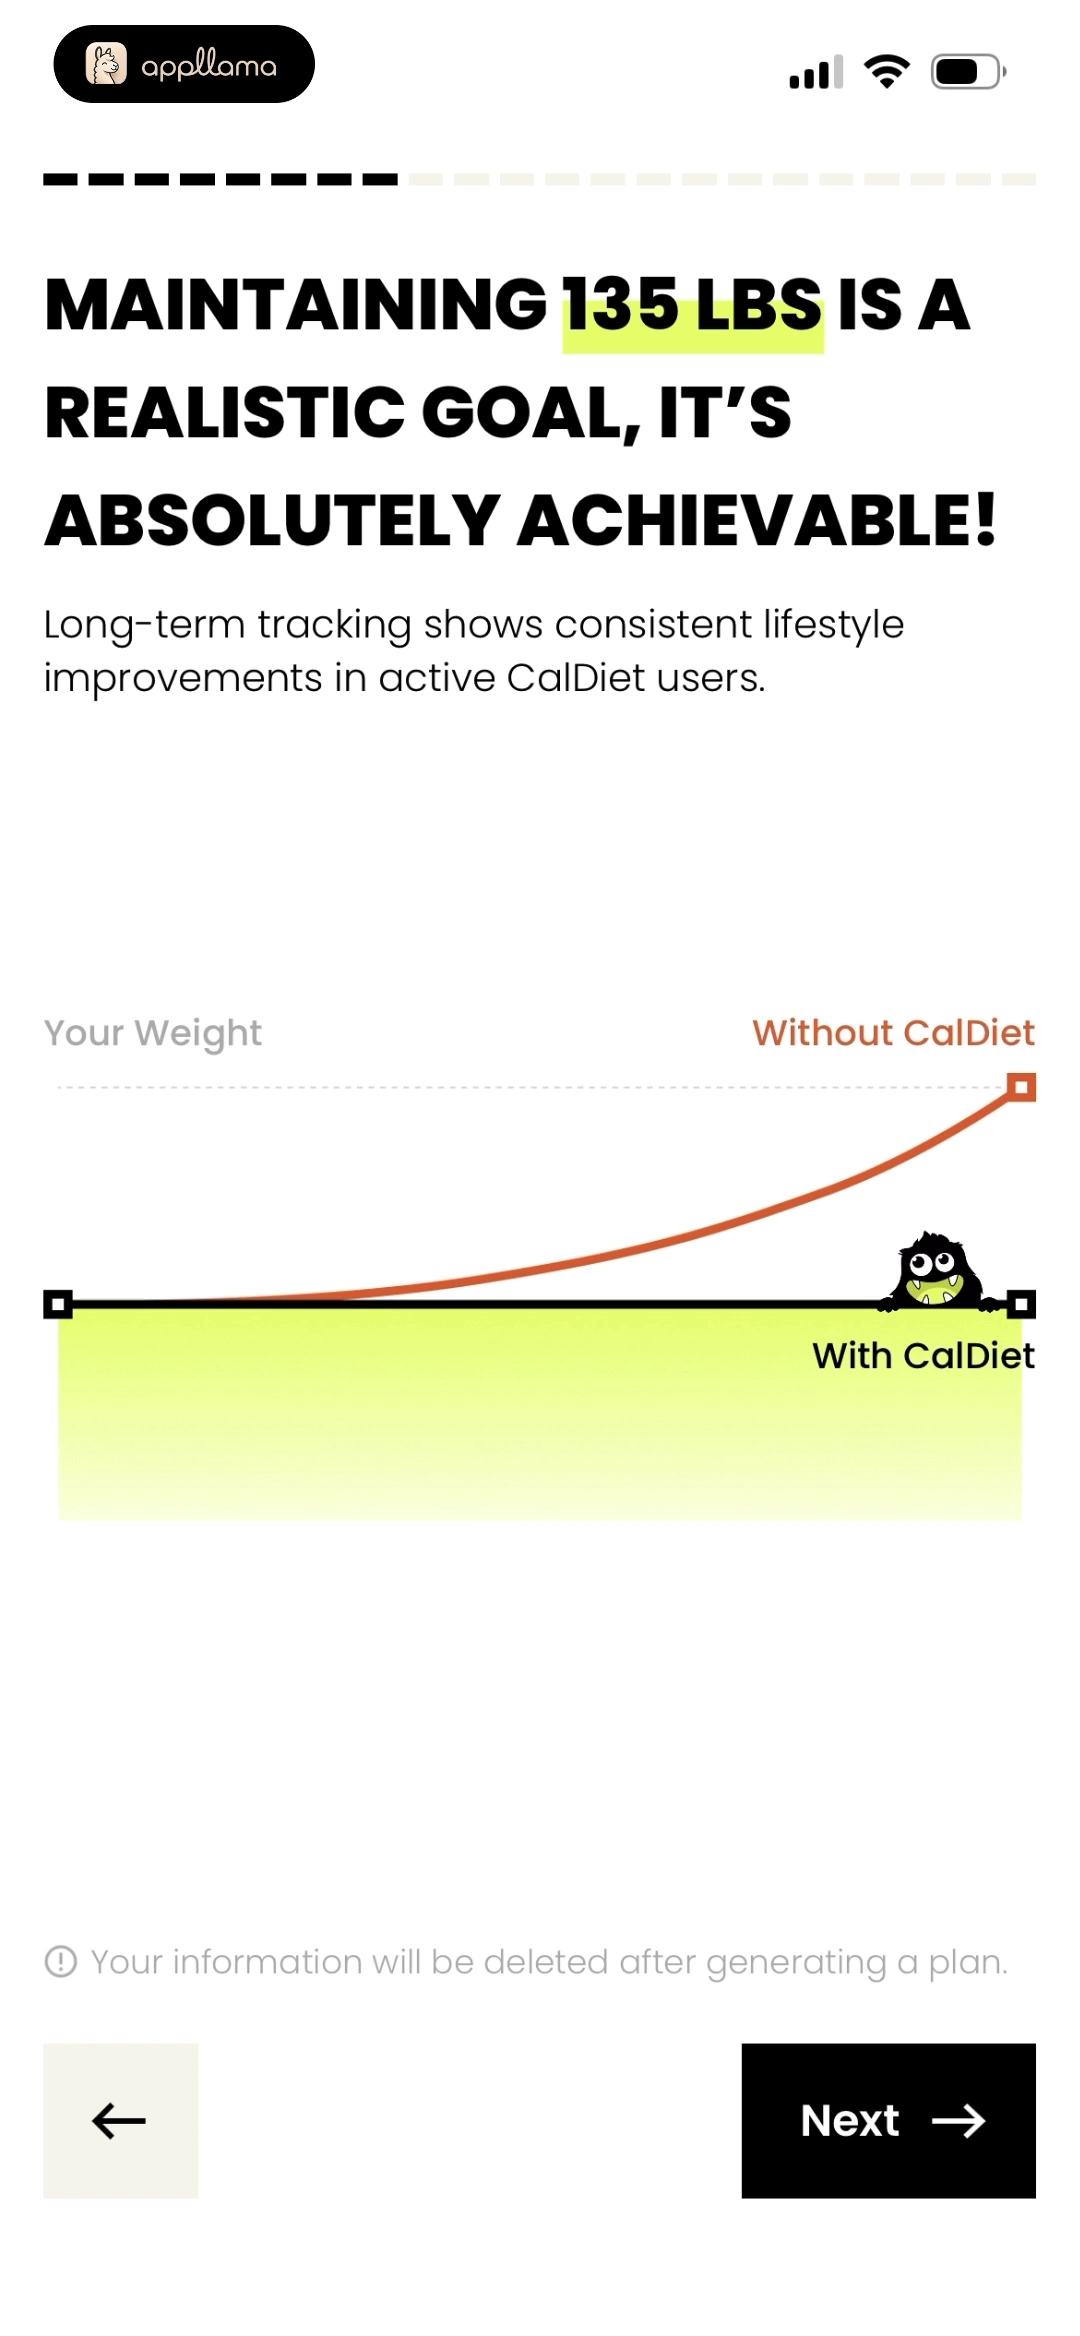 appllama
MAINTAINING 135 LBS IS A
REALISTIC GOAL, IT’S
ABSOLUTELY ACHIEVABLE!
Long-term tracking shows consistent lifestyle
improvements in active CalDiet users.
Your Weight
Without CalDiet
With CalDiet
Your information will be deleted after generating a plan.
Next